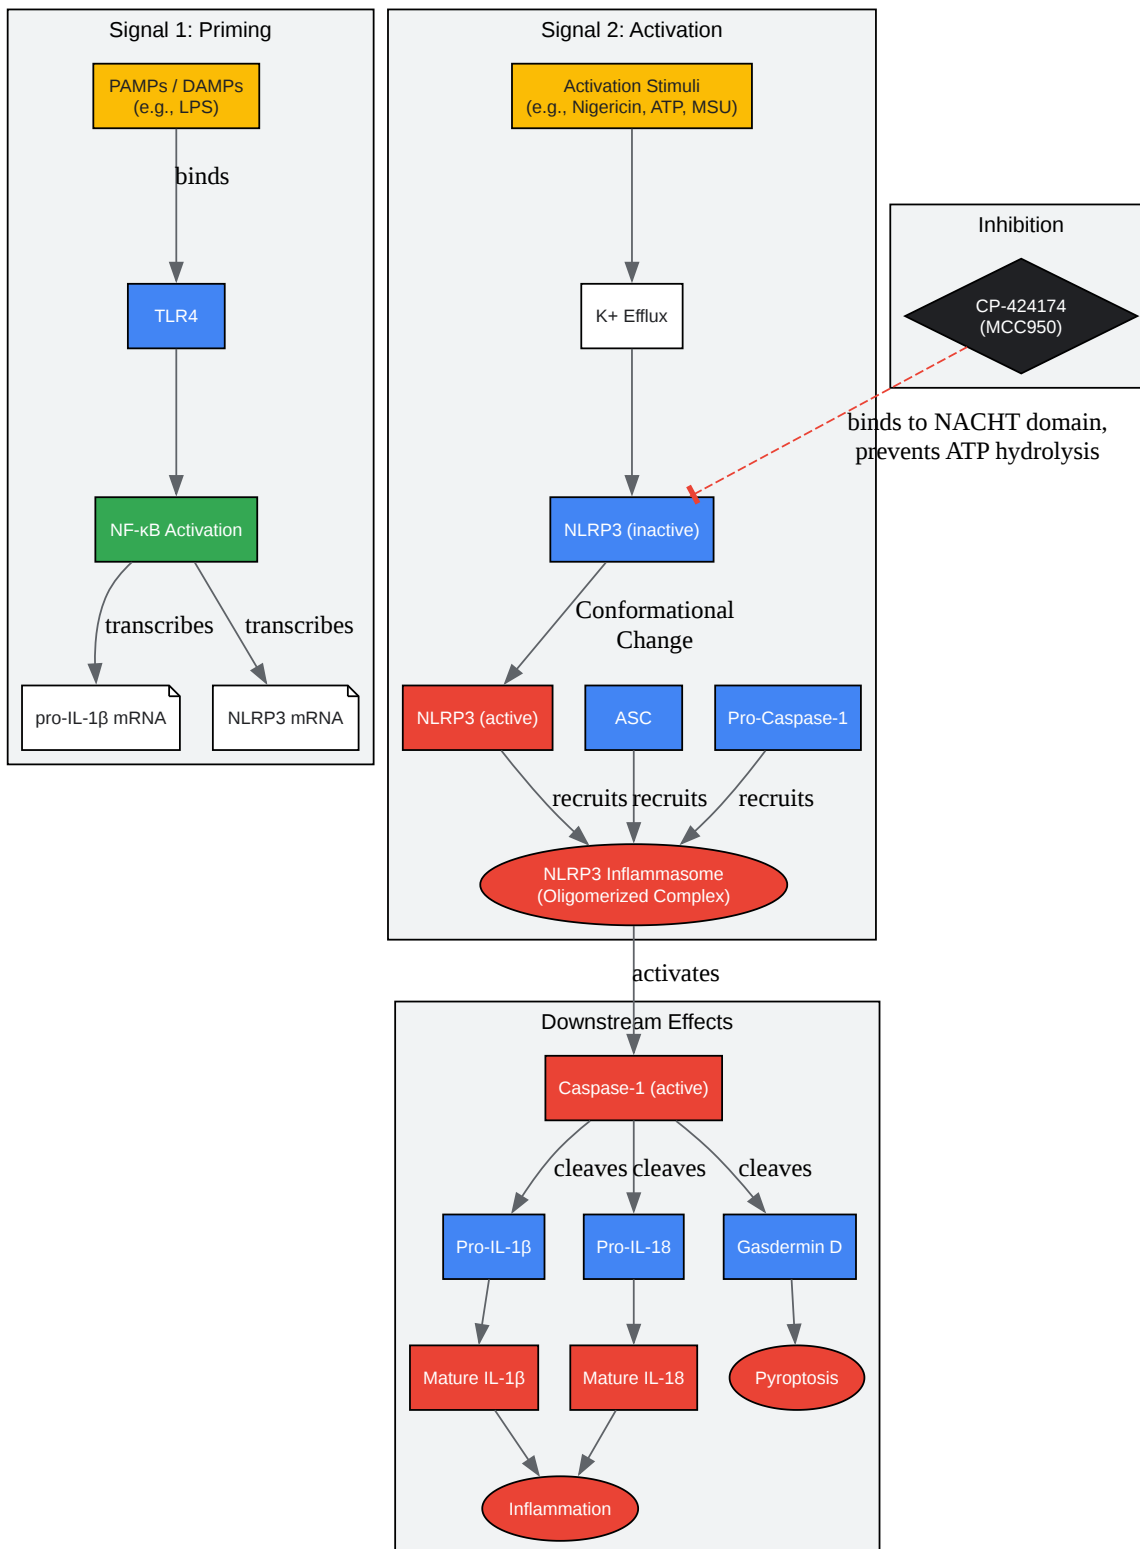 Signal 1: Priming
PAMPs / DAMPs
(e.g., LPS)
binds
TLR4
NF-κB Activation
transcribes
transcribes
pro-IL-1β mRNA
NLRP3 mRNA
Signal 2: Activation
Activation Stimuli
(e.g., Nigericin, ATP, MSU)
K+ Efflux
NLRP3 (inactive)
Conformational
Change
NLRP3 (active)
ASC
Pro-Caspase-1
recruits
recruits
recruits
NLRP3 Inflammasome
(Oligomerized Complex)
Inhibition
CP-424174
(MCC950)
binds to NACHT domain,
prevents ATP hydrolysis
activates
Downstream Effects
Caspase-1 (active)
cleaves
cleaves
cleaves
Pro-IL-1β
Pro-IL-18
Gasdermin D
Mature IL-1β
Mature IL-18
Pyroptosis
Inflammation